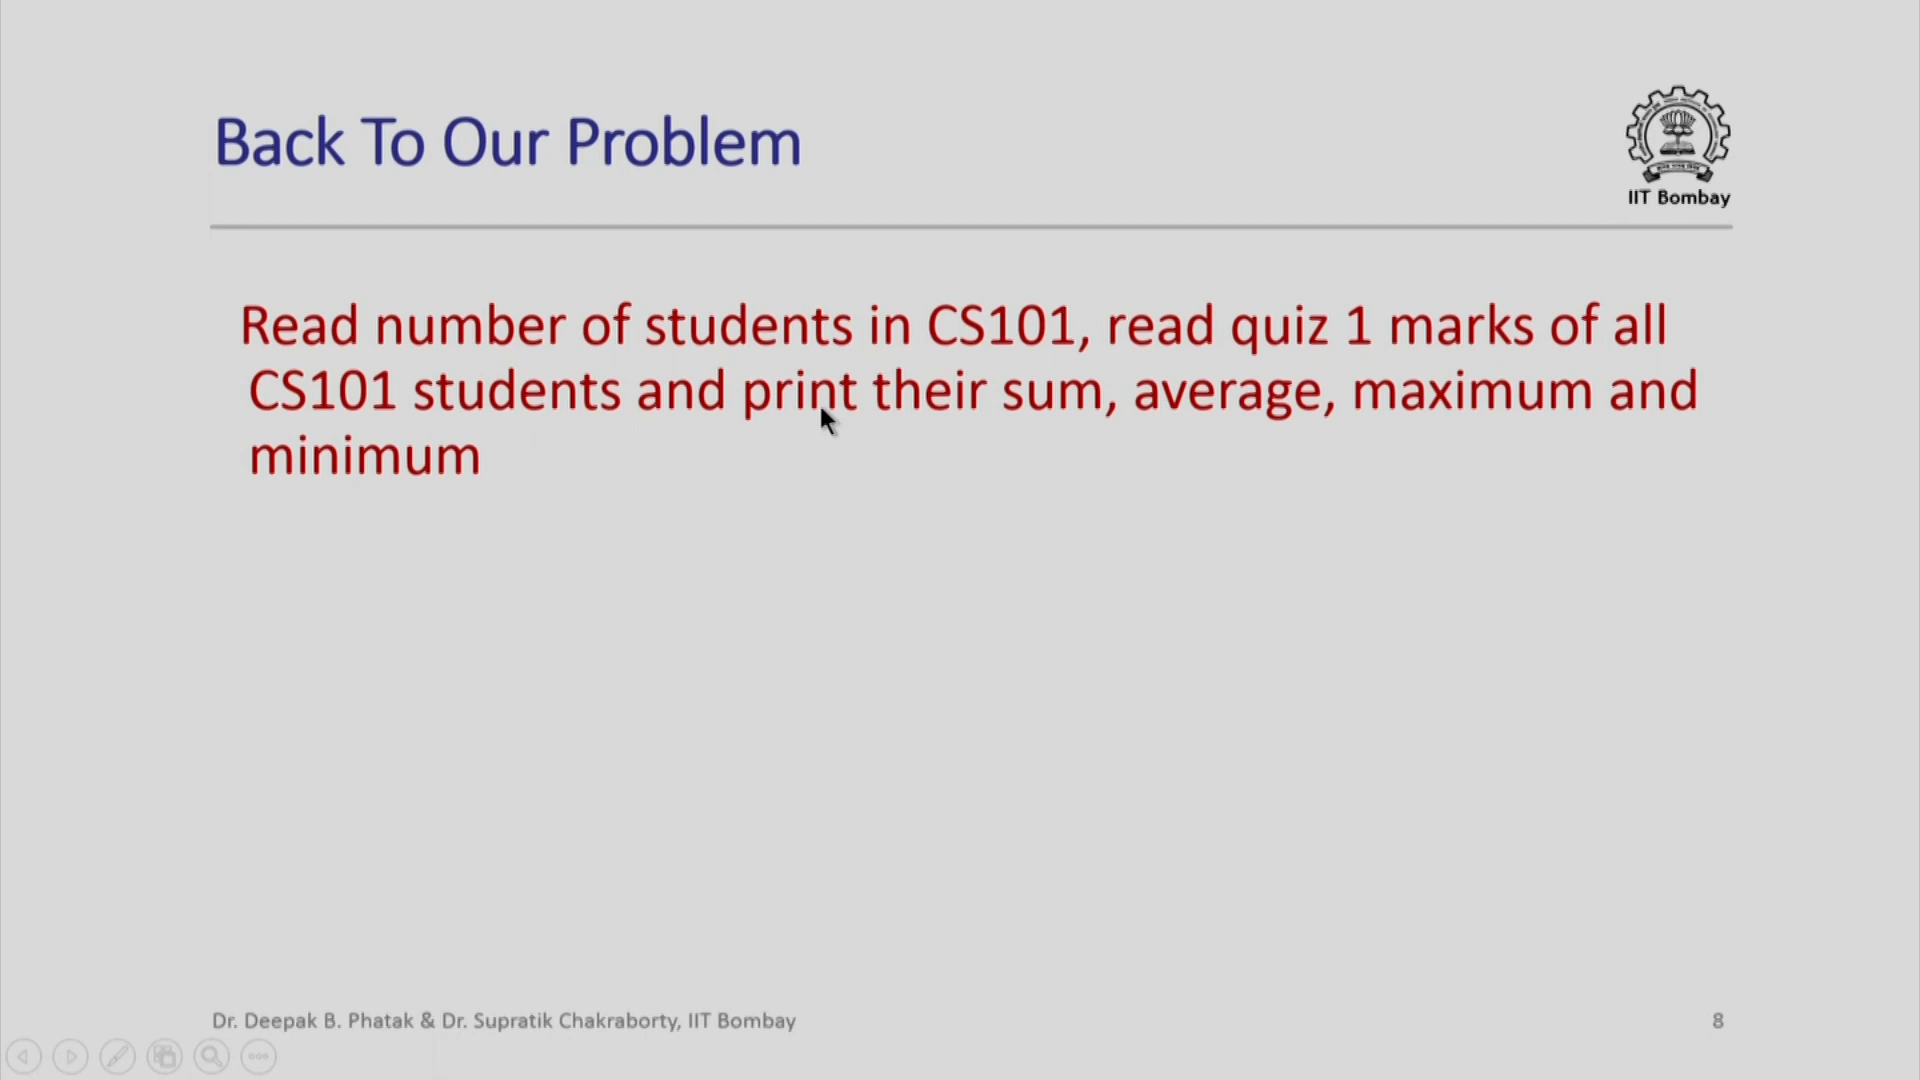 Back To Our Problem
IIT Bombay
Read number of students in CS101, read quiz 1 marks of all
CS101 students and print their sum, average, maximum and
minimum
Dr. Deepak B. Phatak & Dr. Supratik Chakraborty, IIT Bombay
8